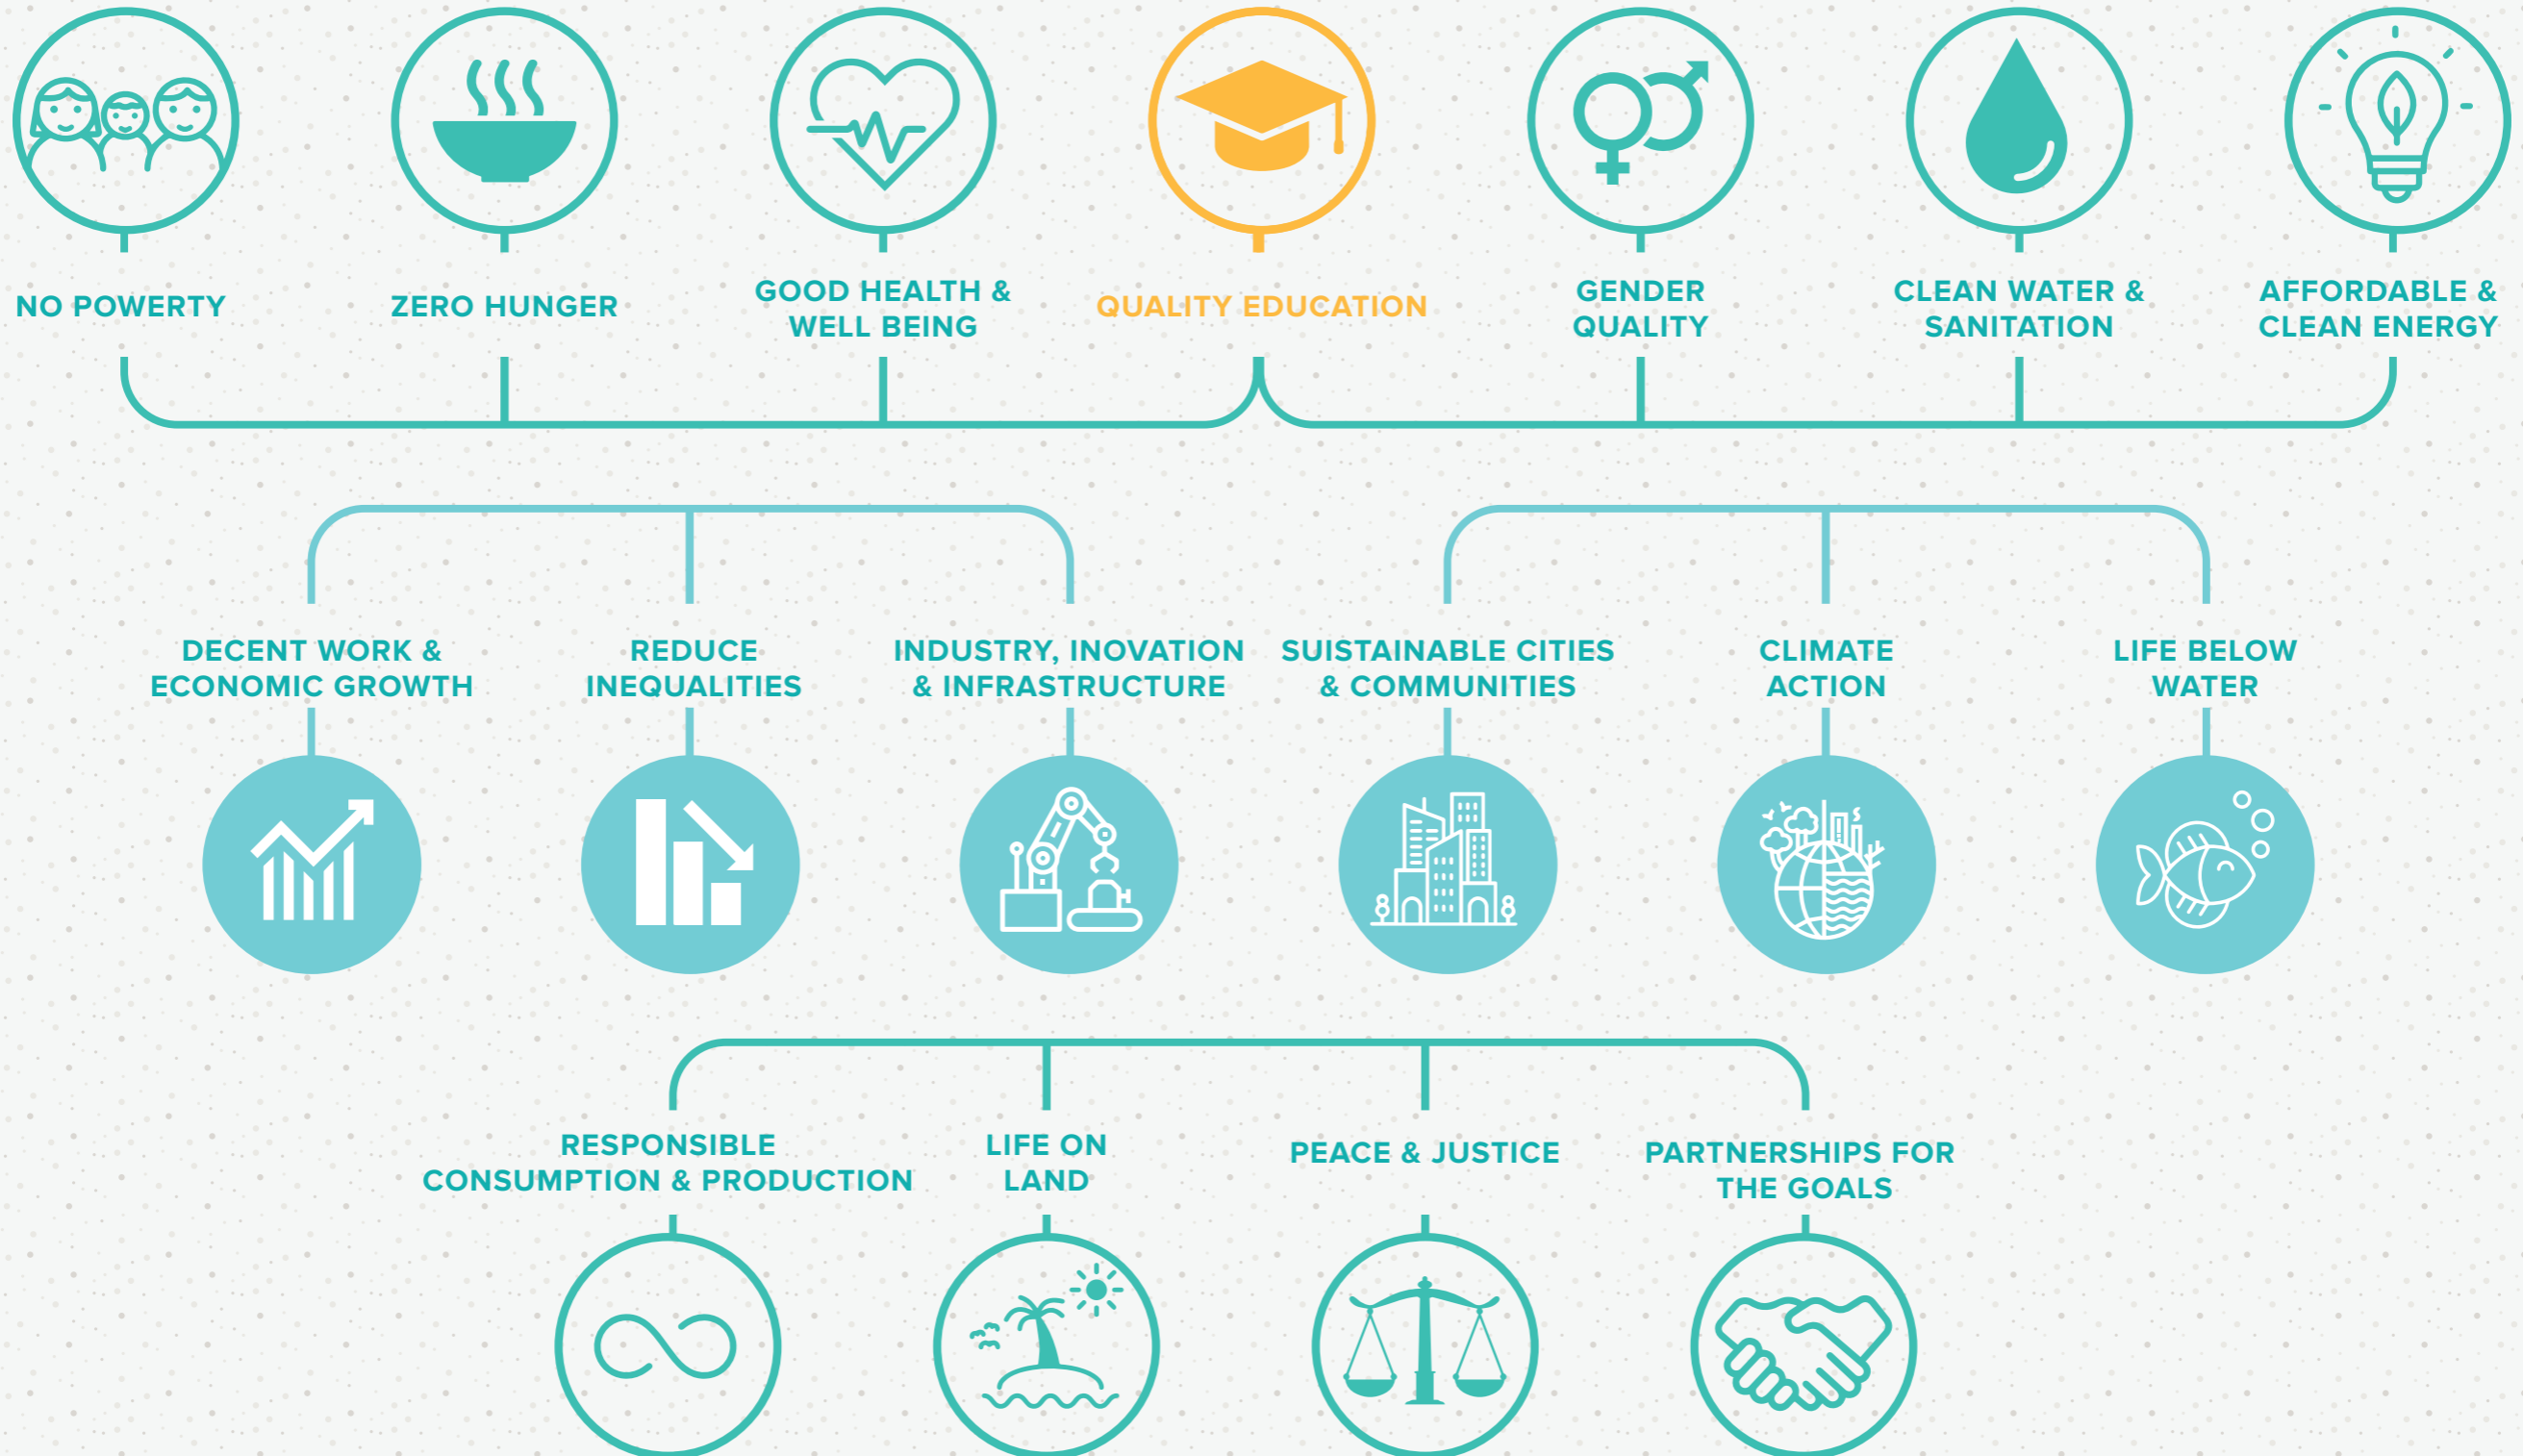 NO POWERTY
ZERO HUNGER
GOOD HEALTH &
WELL BEING
QUALITY EDUCATION
GENDER
QUALITY
CLEAN WATER &
SANITATION
AFFORDABLE &
CLEAN ENERGY
DECENT WORK &
ECONOMIC GROWTH
REDUCE
INEQUALITIES
INDUSTRY, INOVATION
& INFRASTRUCTURE
SUISTAINABLE CITIES
& COMMUNITIES
CLIMATE
ACTION
LIFE BELOW
WATER
RESPONSIBLE
CONSUMPTION & PRODUCTION
LIFE ON
LAND
PEACE & JUSTICE
PARTNERSHIPS FOR
THE GOALS